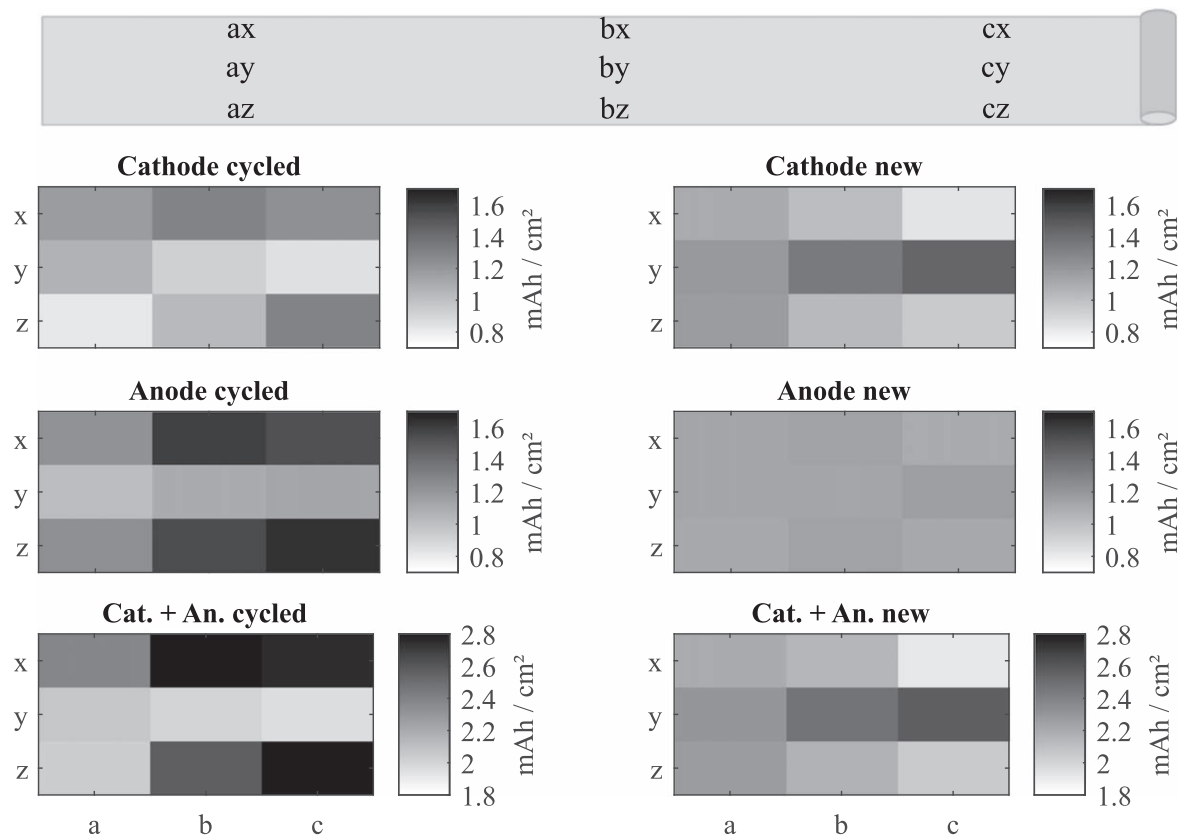 ax bx cx
ay by cy
az bz cz
Cathode cycled Cathode new
x 1.6 1.6
y 1.4 1.4
z 1.2 1.2
1 1
0.8 0.8
mAh / cm² mAh / cm²
Anode cycled Anode new
x 1.6 1.6
y 1.4 1.4
z 1.2 1.2
1 1
0.8 0.8
mAh / cm² mAh / cm²
Cat. + An. cycled Cat. + An. new
x 2.8 2.8
y 2.6 2.6
z 2.4 2.4
2.2 2.2
2 2
1.8 1.8
mAh / cm² mAh / cm²
a b c a b c